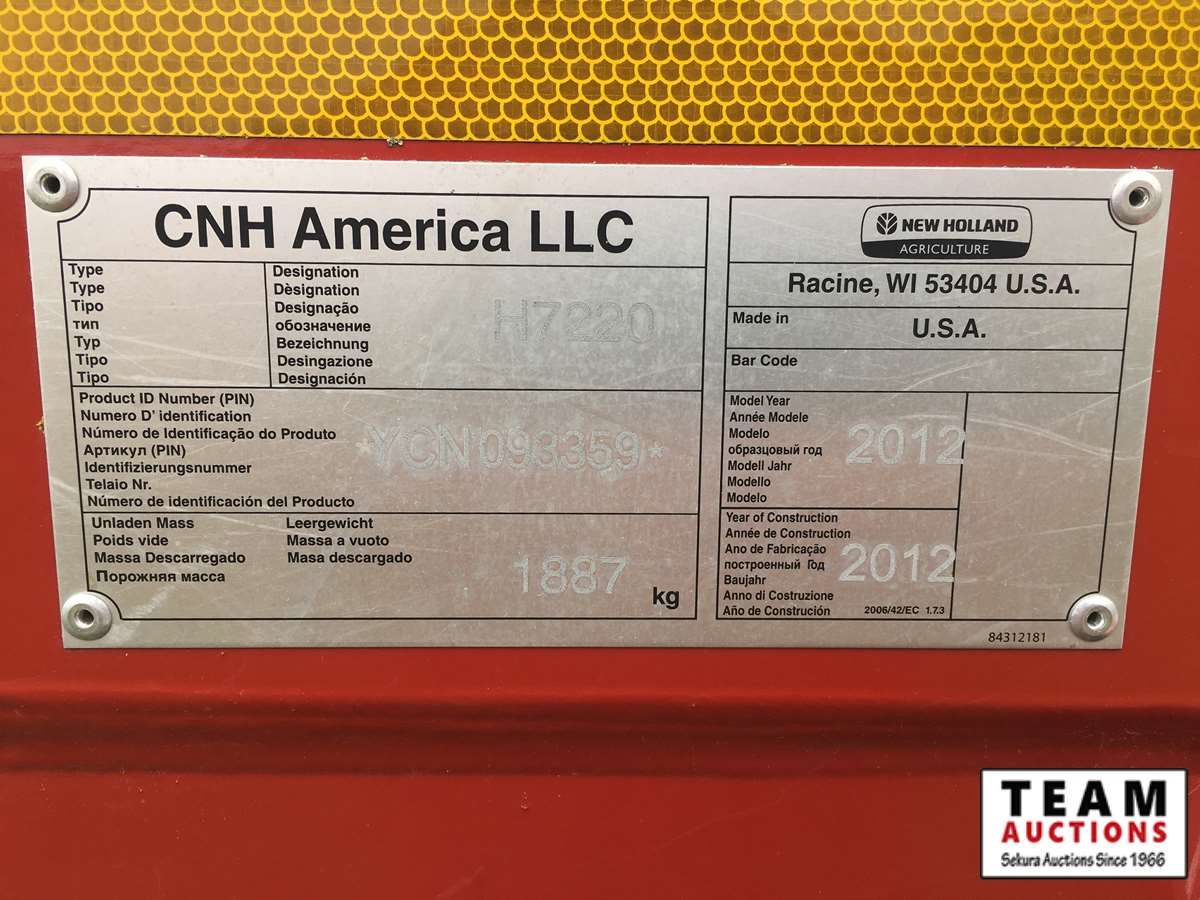 CNH America LLC
Type
Type
Tipo
тип
Typ
Tipo
Tipo
Designation
Dèsignation
Designação
обозначение
Bezeichnung
Desingazione
Designación
H7220
Product ID Number (PIN)
Numero D' identification
Número de Identificação do Produto
Артикул (PIN)
Identifizierungsnummer
Telaio Nr.
Número de identificación del Producto
*YCN093359*
Unladen Mass
Poids vide
Massa Descarregado
Порожняя масса
Leergewicht
Massa a vuoto
Masa descargado
1887
kg
NEW HOLLAND
AGRICULTURE
Racine, WI 53404 U.S.A.
Made in
U.S.A.
Bar Code
Model Year
Année Modele
Modelo
образцовый год
Modell Jahr
Modello
Modelo
2012
Year of Construction
Année de Construction
Ano de Fabricação
построенный Год
Baujahr
Anno di Costruzione
Año de Construción
2012
2006/42/EC 1.7.3
84312181
TEAM
AUCTIONS
Sekura Auctions Since 1966